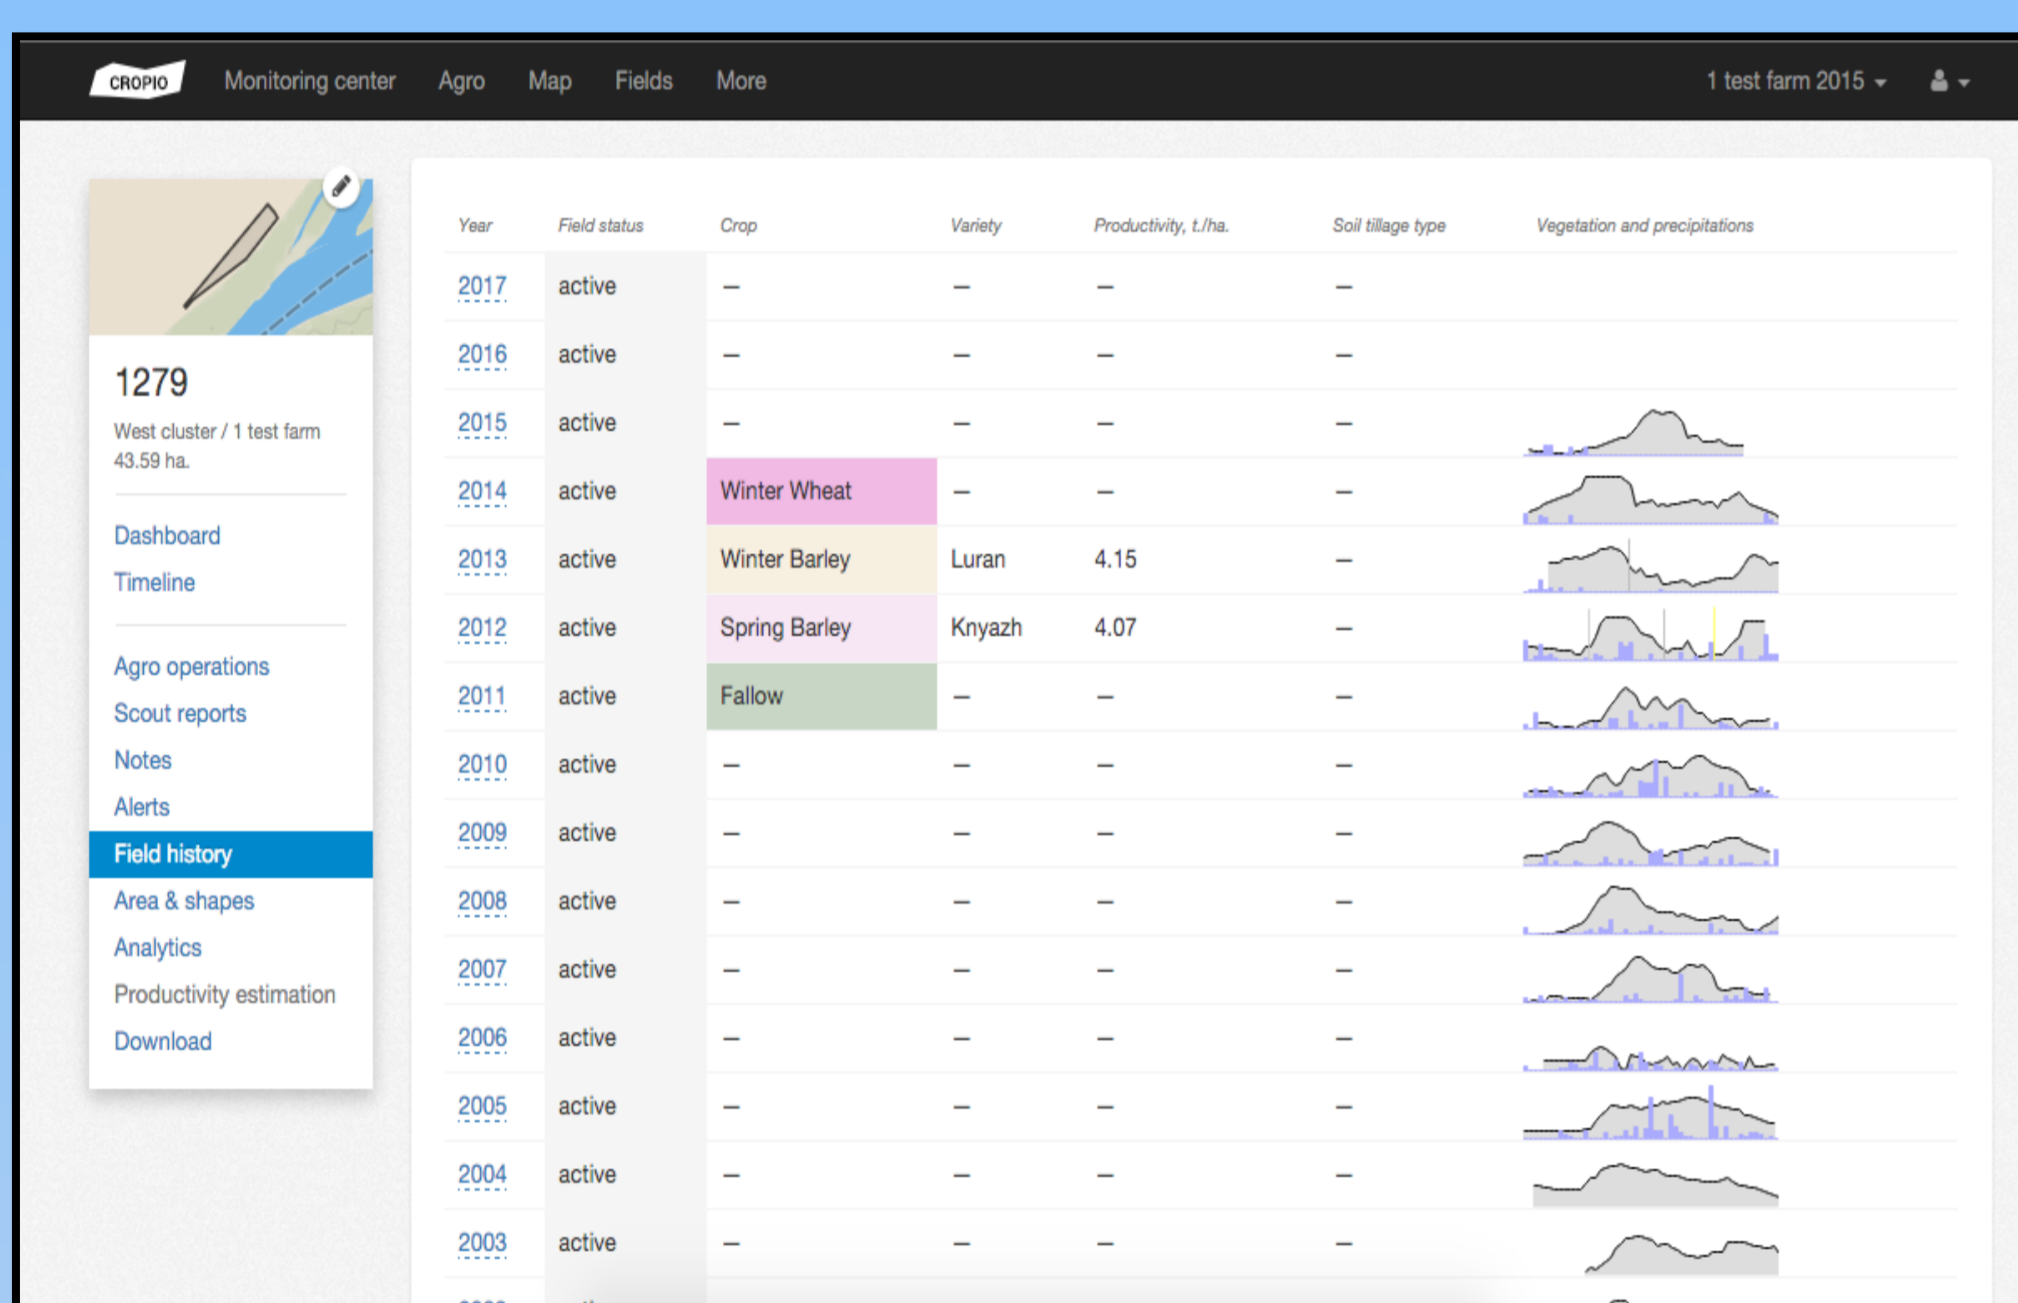 CROPIO Monitoring center Agro Map Fields More 1 test farm 2015
1279
West cluster / 1 test farm
43.59 ha.
Dashboard
Timeline
Agro operations
Scout reports
Notes
Alerts
Field history
Area & shapes
Analytics
Productivity estimation
Download
Year Field status Crop Variety Productivity, t./ha. Soil tillage type Vegetation and precipitations
2017 active – – – –
2016 active – – – –
2015 active – – – –
2014 active Winter Wheat – – –
2013 active Winter Barley Luran 4.15 –
2012 active Spring Barley Knyazh 4.07 –
2011 active Fallow – – –
2010 active – – – –
2009 active – – – –
2008 active – – – –
2007 active – – – –
2006 active – – – –
2005 active – – – –
2004 active – – – –
2003 active – – – –